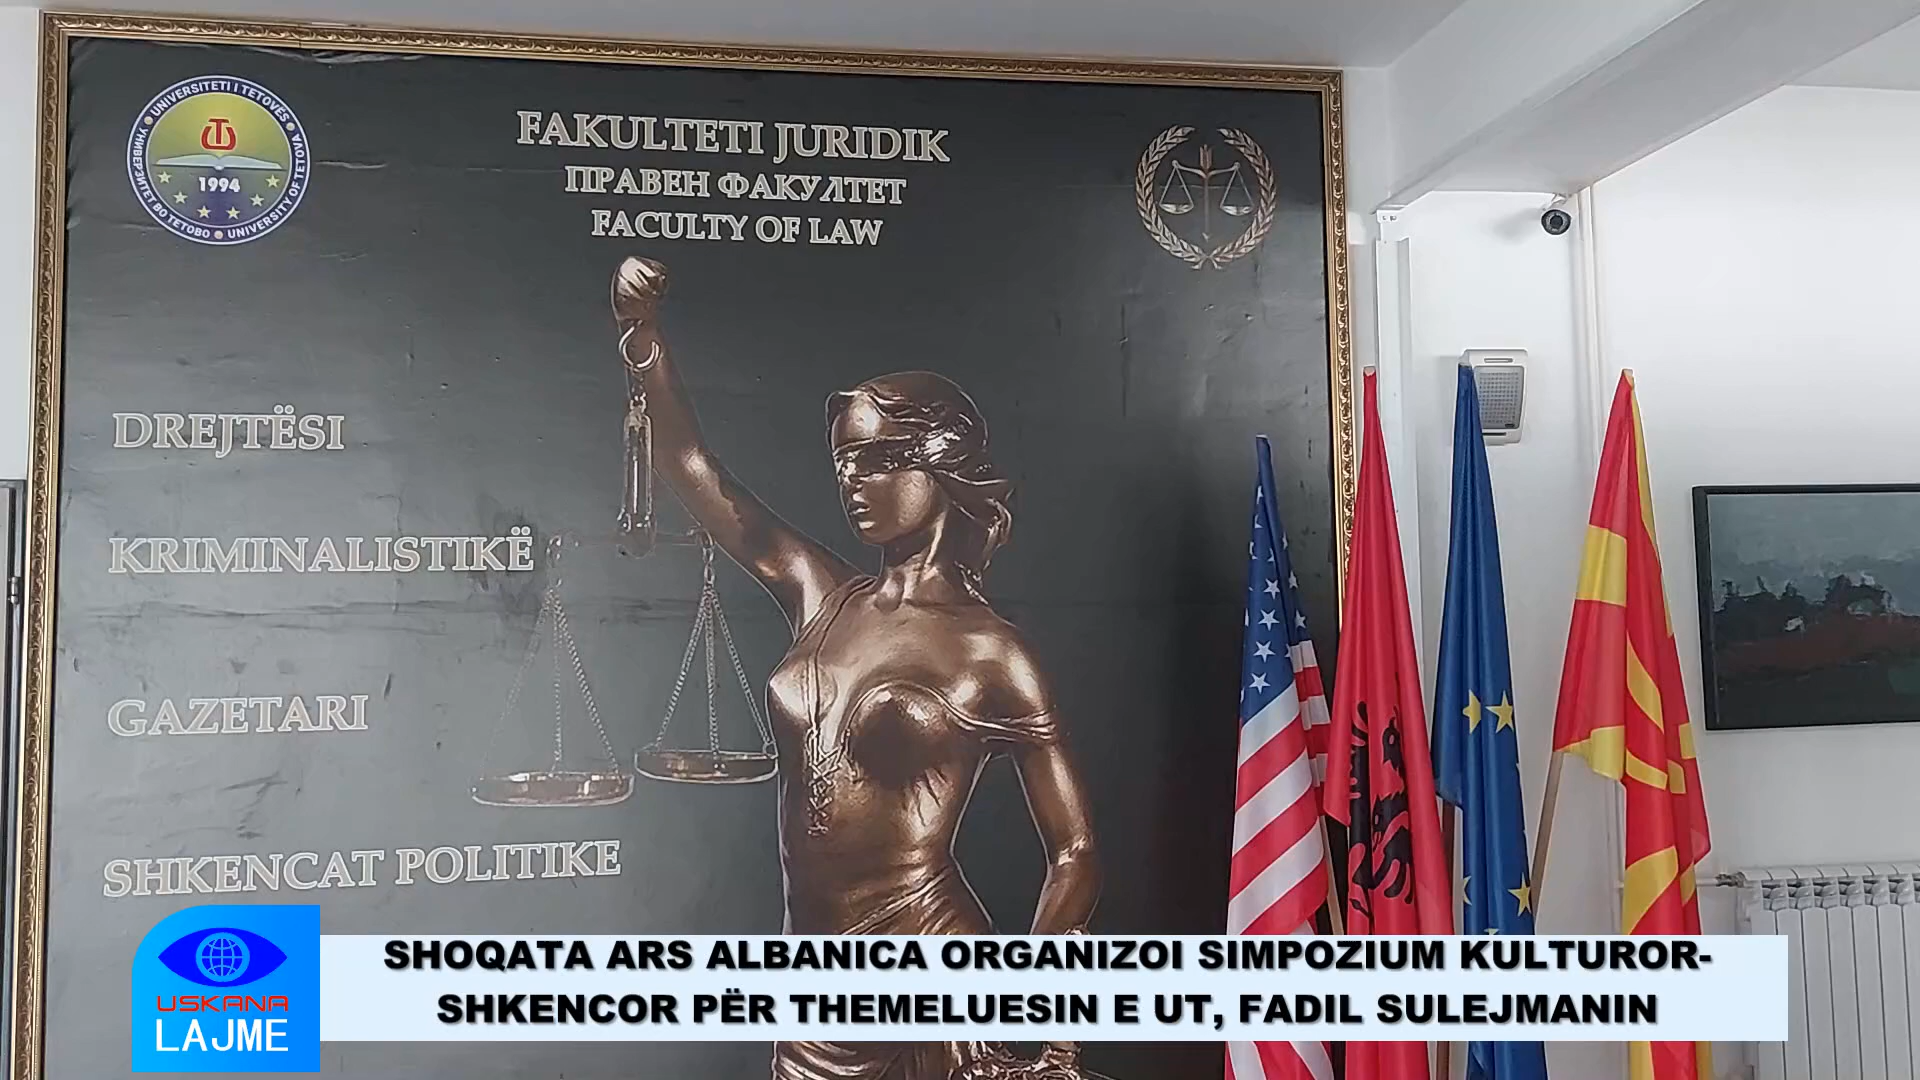 UNIVERSITETI I TETOVËS
УНИВЕРЗИТЕТ ВО ТЕТОВО
UNIVERSITY OF TETOVA
1994
FAKULTETI JURIDIK
ПРАВЕН ФАКУЛТЕТ
FACULTY OF LAW
DREJTËSI
KRIMINALISTIKË
GAZETARI
SHKENCAT POLITIKE
USKANA
LAJME
SHOQATA ARS ALBANICA ORGANIZOI SIMPOZIUM KULTUROR-
SHKENCOR PËR THEMELUESIN E UT, FADIL SULEJMANIN